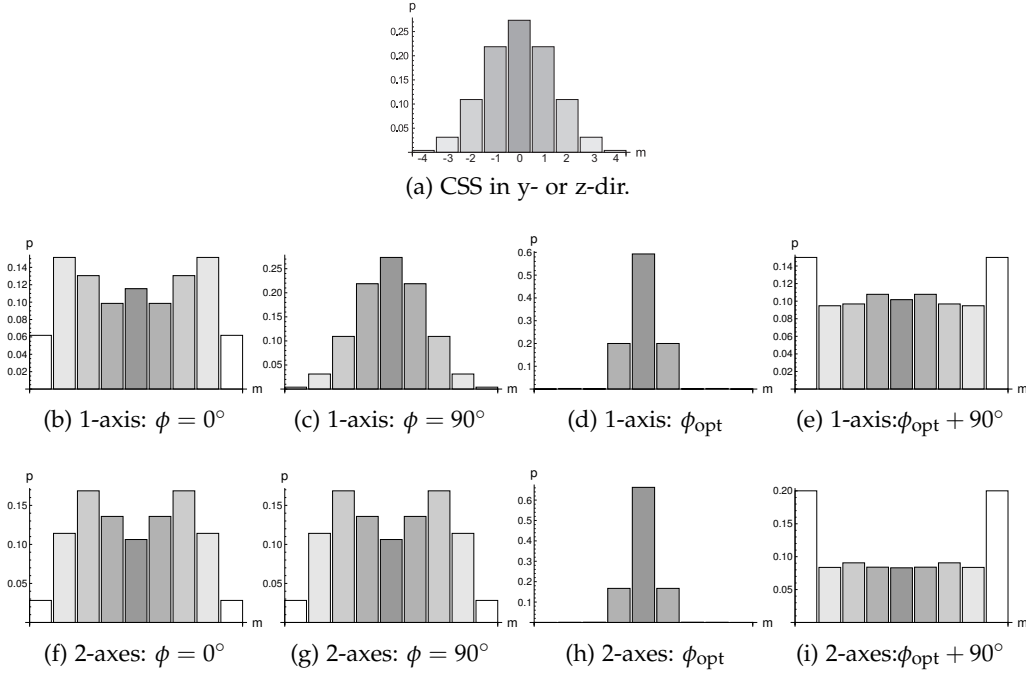 p
0.25
0.20
0.15
0.10
0.05
-4 -3 -2 -1 0 1 2 3 4 m
(a) CSS in y- or z-dir.
p
0.14
0.12
0.10
0.08
0.06
0.04
0.02
m
(b) 1-axis: ϕ = 0°
p
0.25
0.20
0.15
0.10
0.05
m
(c) 1-axis: ϕ = 90°
p
0.6
0.5
0.4
0.3
0.2
0.1
m
(d) 1-axis: ϕopt
p
0.14
0.12
0.10
0.08
0.06
0.04
0.02
m
(e) 1-axis:ϕopt + 90°
p
0.15
0.10
0.05
m
(f) 2-axes: ϕ = 0°
p
0.15
0.10
0.05
m
(g) 2-axes: ϕ = 90°
p
0.6
0.5
0.4
0.3
0.2
0.1
m
(h) 2-axes: ϕopt
p
0.20
0.15
0.10
0.05
m
(i) 2-axes:ϕopt + 90°